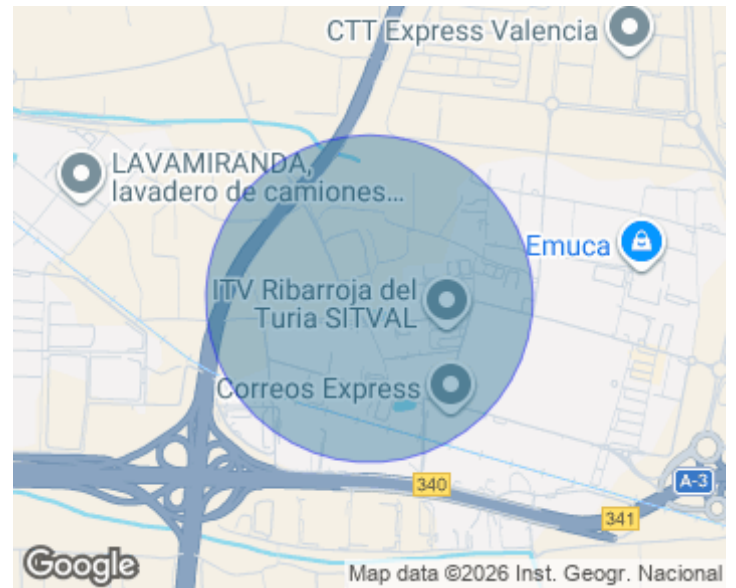 CTT Express Valencia
LAVAMIRANDA,
lavadero de camiones...
Emuca
ITV Ribarroja del
Turia SITVAL
Correos Express
340
A-3
341
Google
Map data ©2026 Inst. Geogr. Nacional